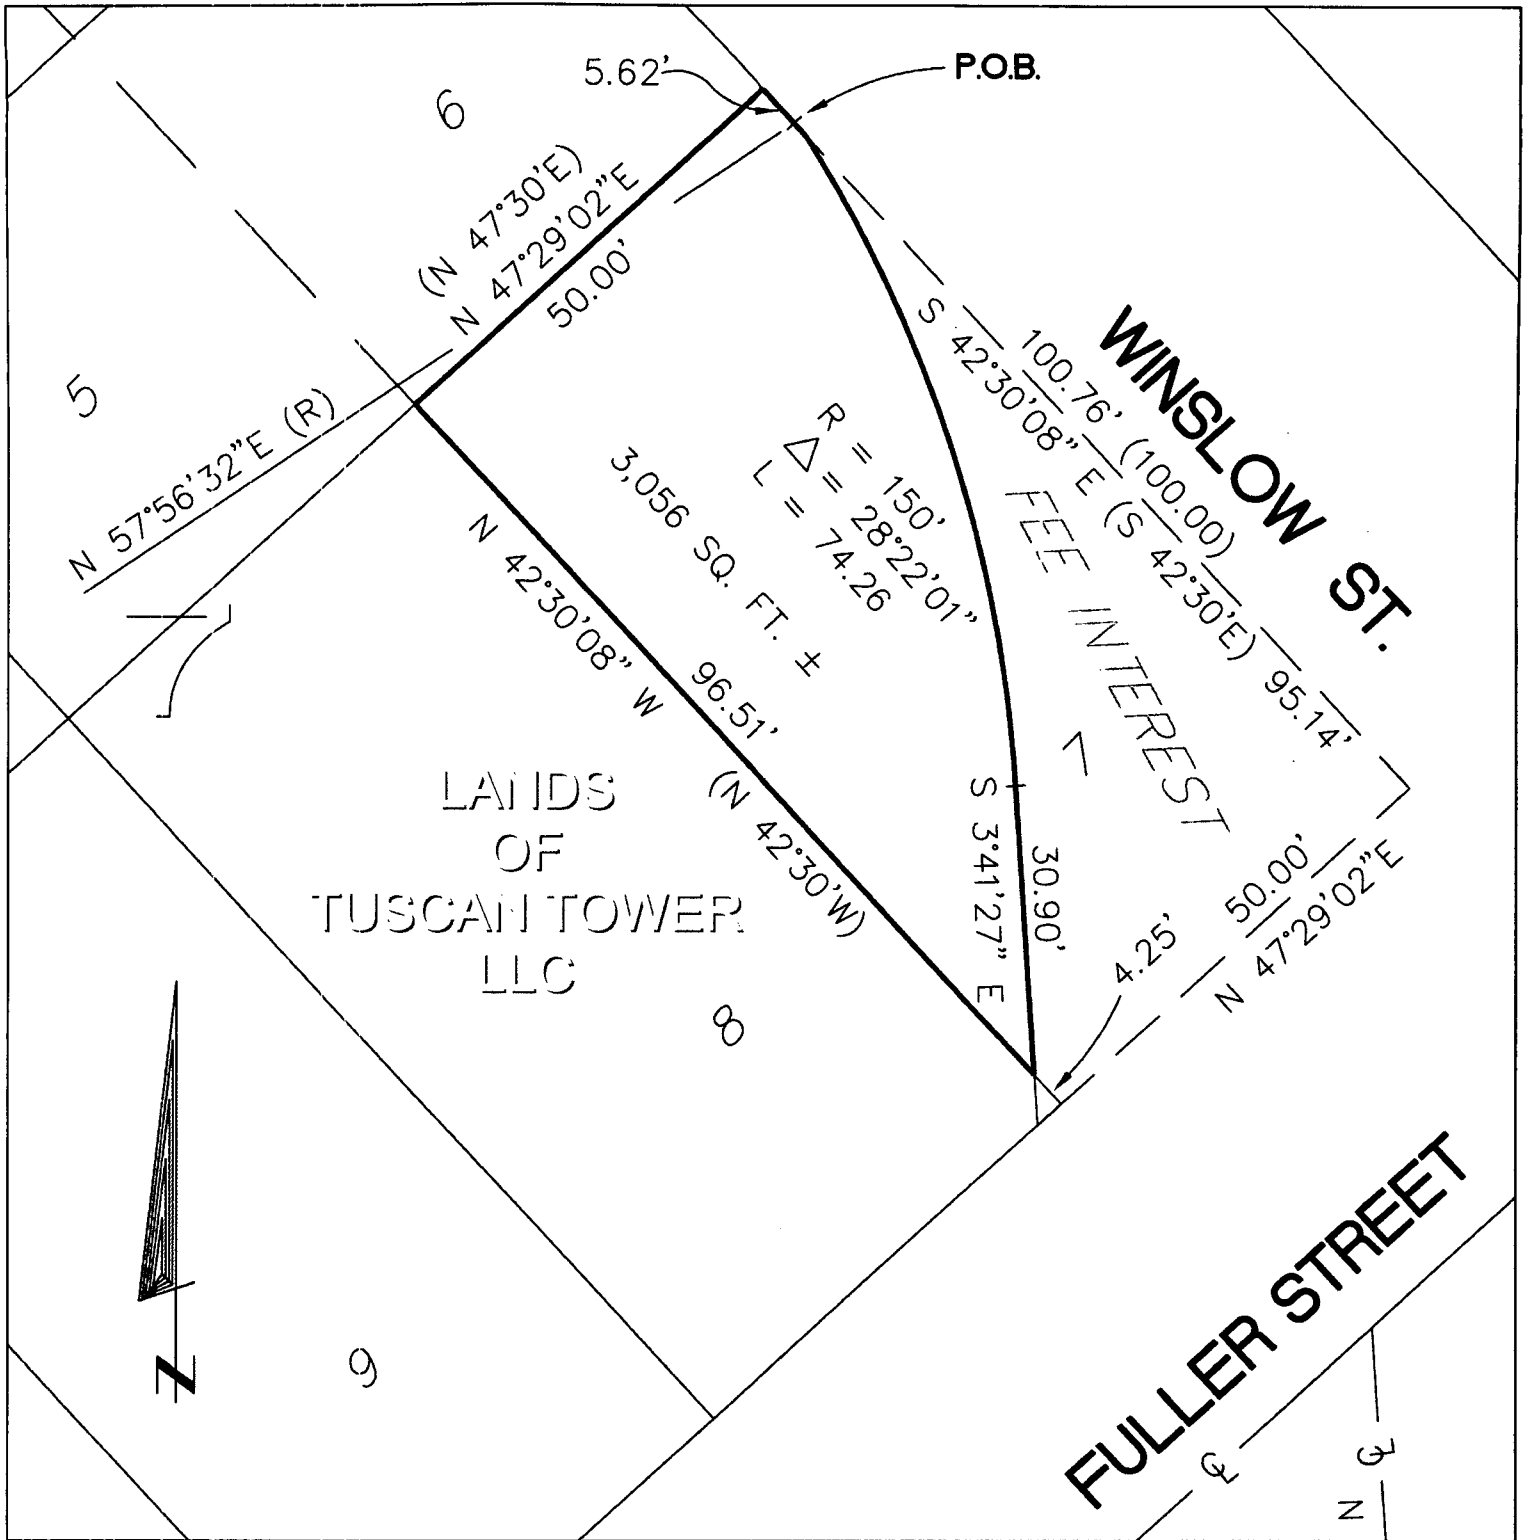 5.62'
P.O.B.
6
(N 47°30'E)
N 47°29'02"E
50.00'
5
N 57°56'32"E (R)
WINSLOW ST.
100.76' (100.00)
S 42°30'08" E (S 42°30'E) 95.14'
R = 150'
△ = 28°22'01"
L = 74.26
3,056 SQ. FT. ±
FEE INTEREST
7
N 42°30'08" W 96.51' (N 42°30'W)
S 3°41'27" E
30.90'
LANDS
OF
TUSCAN TOWER
LLC
8
4.25'
50.00'
N 47°29'02"E
9
N
FULLER STREET
N